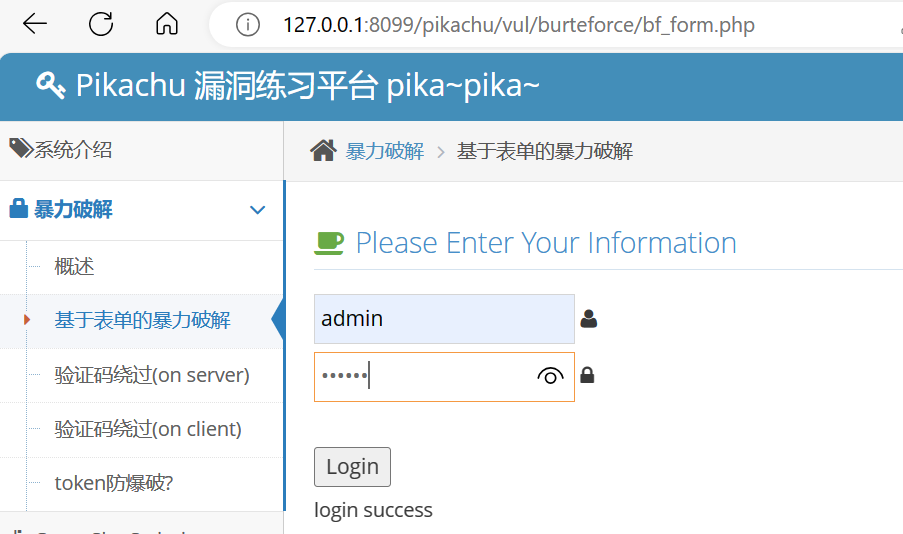 127.0.0.1:8099/pikachu/vul/burteforce/bf_form.php
Pikachu 漏洞练习平台 pika~pika~
系统介绍
暴力破解 > 基于表单的暴力破解
暴力破解
概述
基于表单的暴力破解
验证码绕过(on server)
验证码绕过(on client)
token防爆破?
Please Enter Your Information
admin
••••••
Login
login success